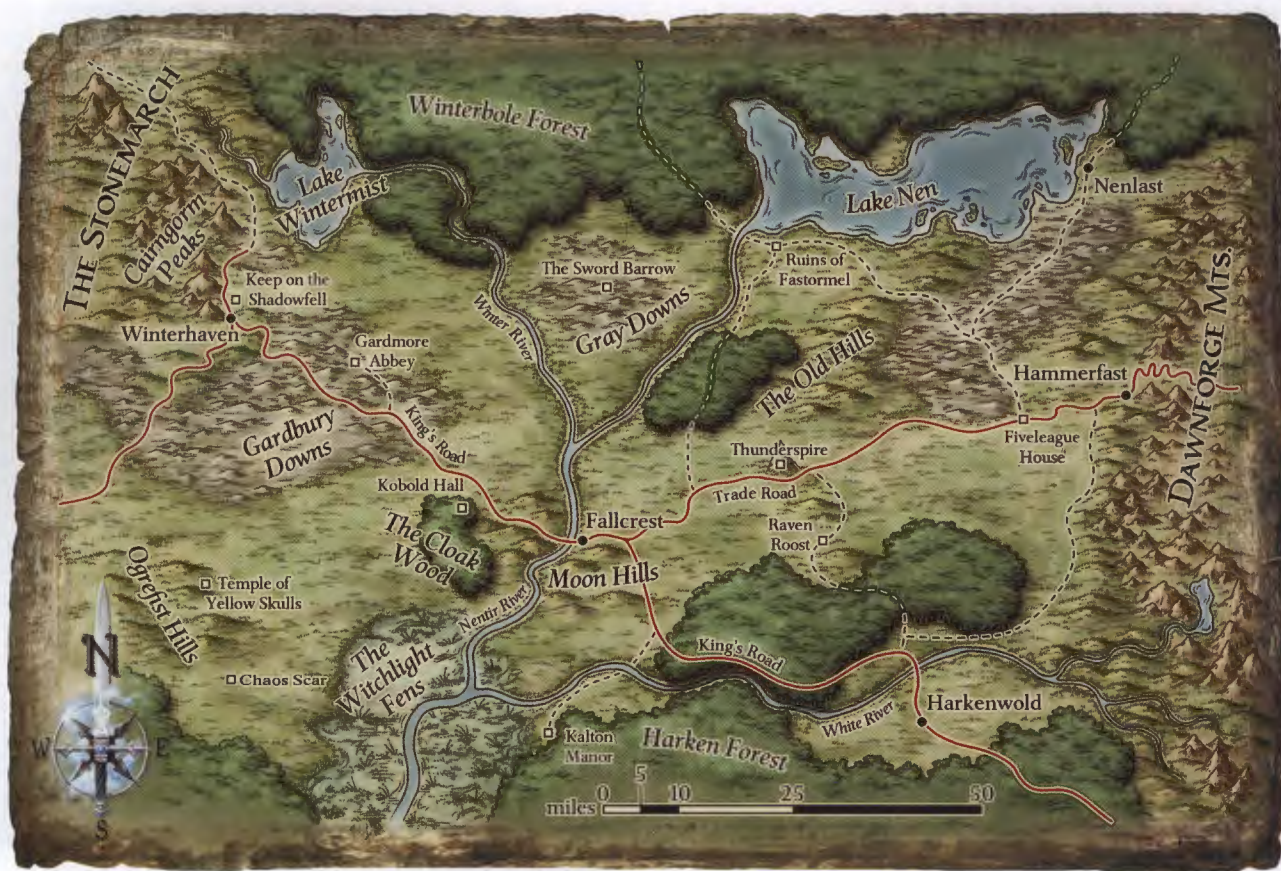 THE STONEMARCH
Cairngorm
Peaks
Lake
Wintermist
Winterbole Forest
Lake Nen
Nenlast
Keep on the
Shadowfell
Winterhaven
Gardmore
Abbey
Gardbury
Downs
King's Road
Winter River
The Sword Barrow
Gray Downs
Ruins of
Fastormel
The Old Hills
Hammerfast
Fiveleague
House
DAWNFORGE MTS.
Thunderspire
Trade Road
Kobold Hall
The Cloak
Wood
Fallcrest
Moon Hills
Raven
Roost
Ogrefist Hills
Temple of
Yellow Skulls
Chaos Scar
The
Witchlight
Fens
Nentir River
King's Road
White River
Harkenwold
Kalton
Manor
Harken Forest
N
W
E
S
miles 0 5 10 25 50